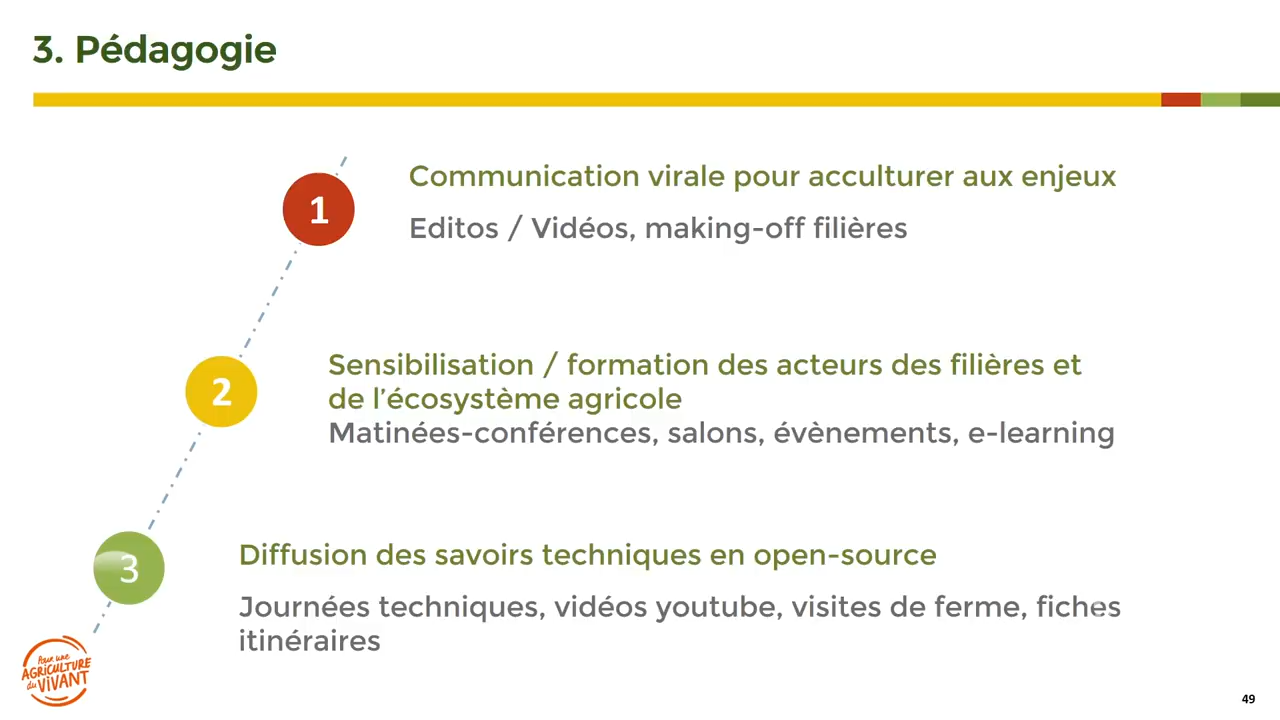 3. Pédagogie
1
Communication virale pour acculturer aux enjeux
Editos / Vidéos, making-off filières
2
Sensibilisation / formation des acteurs des filières et
de l’écosystème agricole
Matinées-conférences, salons, évènements, e-learning
3
Diffusion des savoirs techniques en open-source
Journées techniques, vidéos youtube, visites de ferme, fiches
itinéraires
Pour une
AGRICULTURE
du ViVANT
49